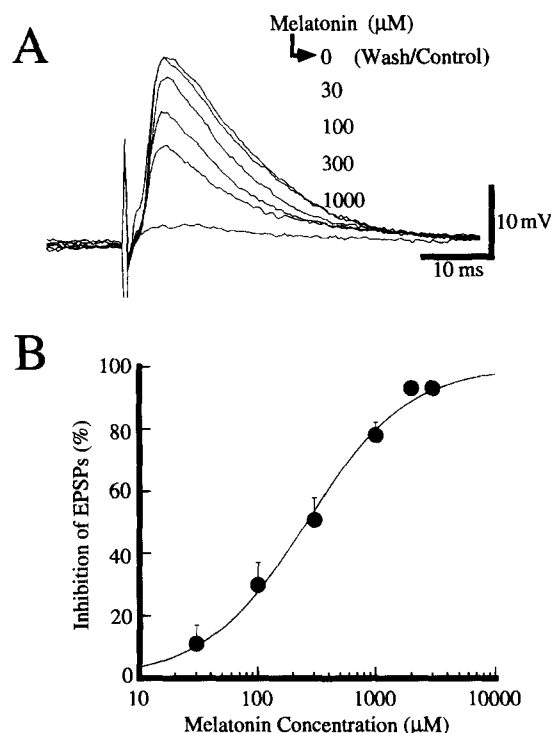 A
Melatonin (μM)
0 (Wash/Control)
30
100
300
1000
10 mV
10 ms
B
100
80
60
40
20
0
Inhibition of EPSPs (%)
10 100 1000 10000
Melatonin Concentration (μM)